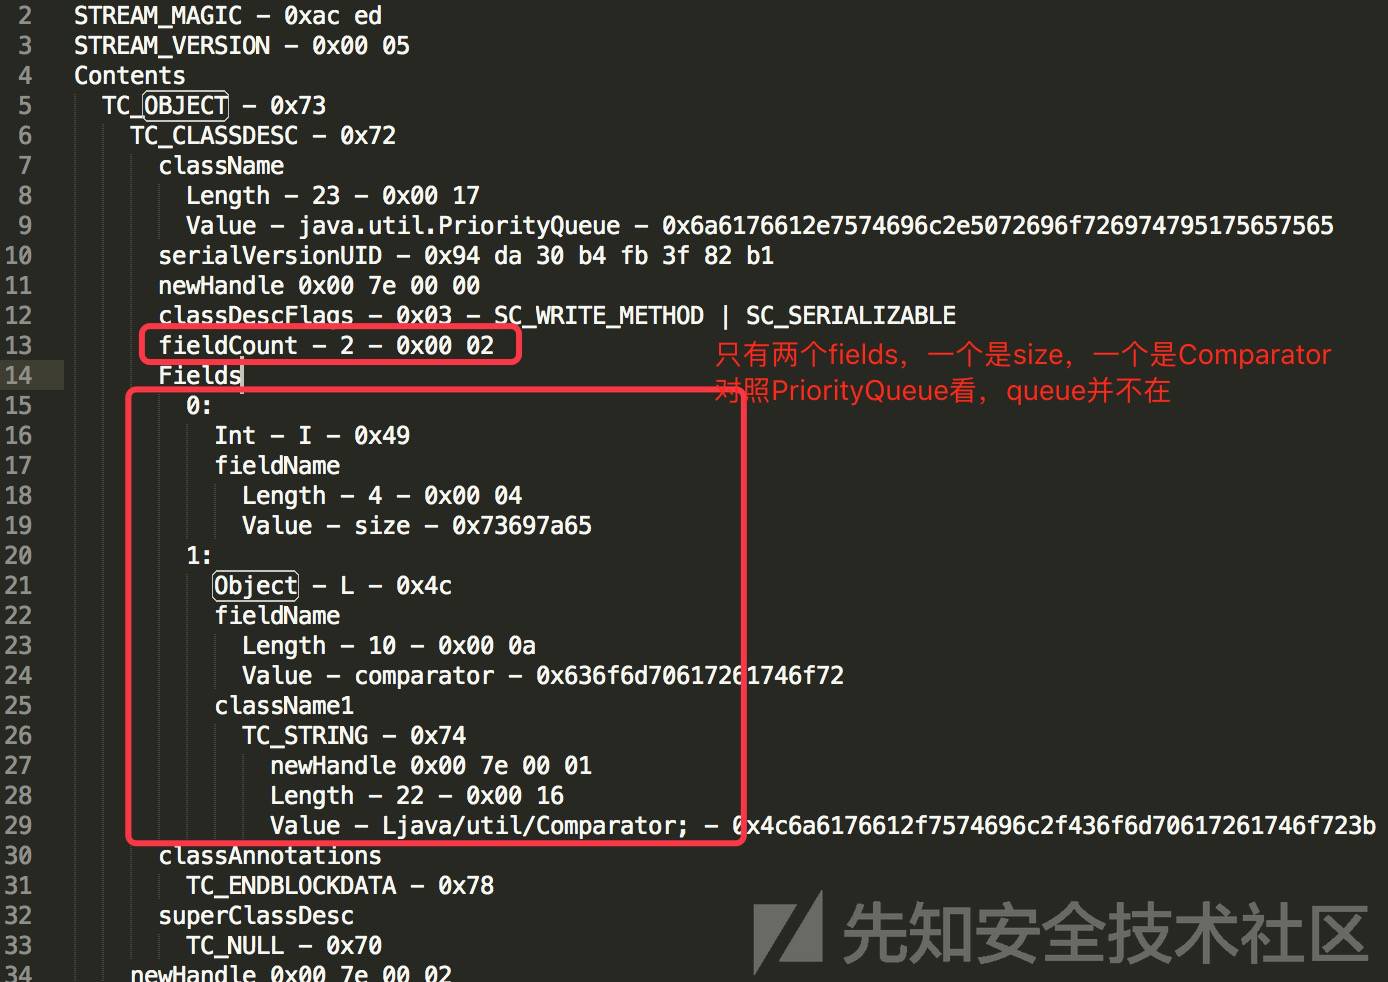 2 STREAM_MAGIC – 0xac ed
3 STREAM_VERSION – 0x00 05
4 Contents
5 TC_OBJECT – 0x73
6 TC_CLASSDESC – 0x72
7 className
8 Length – 23 – 0x00 17
9 Value – java.util.PriorityQueue – 0x6a6176612e7574696c2e5072696f726974795175657565
10 serialVersionUID – 0x94 da 30 b4 fb 3f 82 b1
11 newHandle 0x00 7e 00 00
12 classDescFlags – 0x03 – SC_WRITE_METHOD | SC_SERIALIZABLE
13 fieldCount – 2 – 0x00 02
只有两个fields，一个是size，一个是Comparator
14 Fields
对照PriorityQueue看，queue并不在
15 0:
16 Int – I – 0x49
17 fieldName
18 Length – 4 – 0x00 04
19 Value – size – 0x73697a65
20 1:
21 Object – L – 0x4c
22 fieldName
23 Length – 10 – 0x00 0a
24 Value – comparator – 0x636f6d70617261746f72
25 className1
26 TC_STRING – 0x74
27 newHandle 0x00 7e 00 01
28 Length – 22 – 0x00 16
29 Value – Ljava/util/Comparator; – 0x4c6a6176612f7574696c2f436f6d70617261746f723b
30 classAnnotations
31 TC_ENDBLOCKDATA – 0x78
32 superClassDesc
33 TC_NULL – 0x70
34 newHandle 0x00 7e 00 02
先知安全技术社区